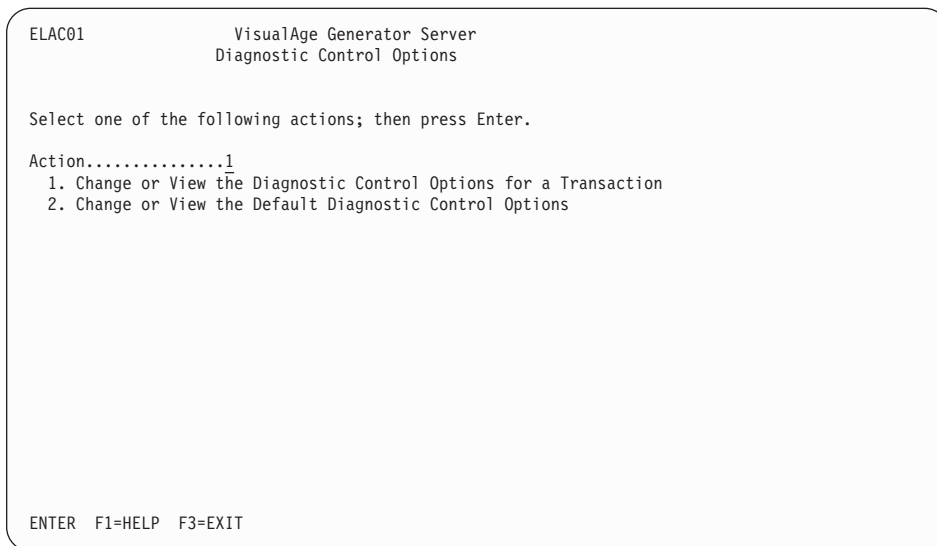 ELAC01 VisualAge Generator Server
Diagnostic Control Options
Select one of the following actions; then press Enter.
Action...............1
1. Change or View the Diagnostic Control Options for a Transaction
2. Change or View the Default Diagnostic Control Options
ENTER F1=HELP F3=EXIT